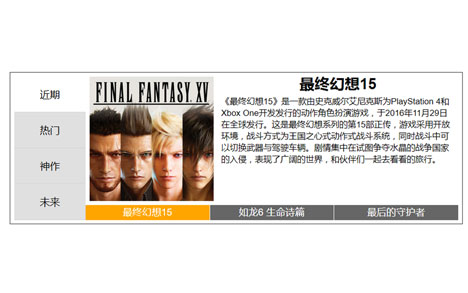 近期
热门
神作
未来
FINAL FANTASY XV
最终幻想15
《最终幻想15》是一款由史克威尔艾尼克斯为PlayStation 4和
Xbox One开发发行的动作角色扮演游戏，于2016年11月29日
在全球发行。这是最终幻想系列的第15部正传，游戏采用开放
环境，战斗方式为王国之心式动作式战斗系统，同时战斗中可
以切换武器与驾驶车辆。剧情集中在试图争夺水晶的战争国家
的入侵，表现了广阔的世界，和伙伴们一起去看看的旅行。
最终幻想15
如龙6 生命诗篇
最后的守护者